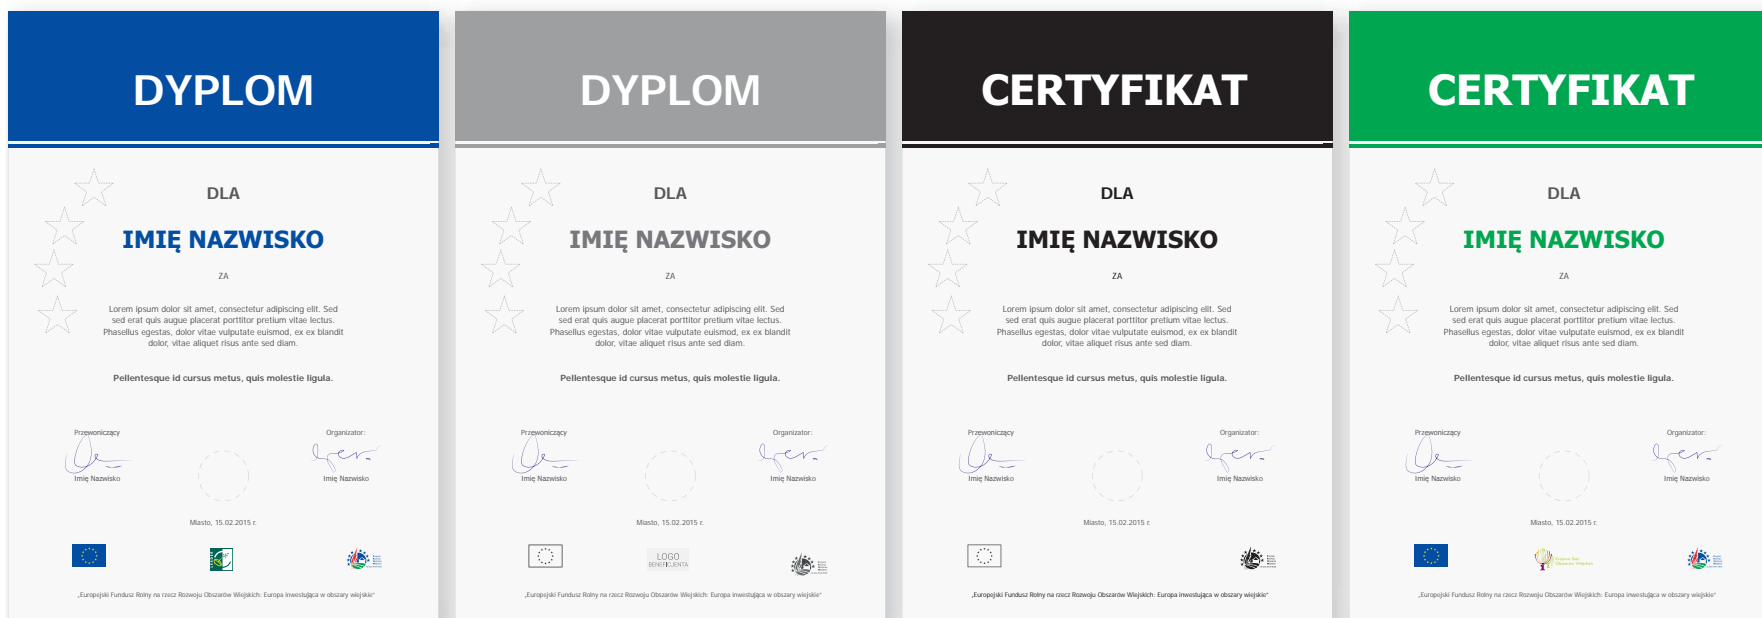 DYPLOM
DLA
IMIĘ NAZWISKO
ZA
Lorem ipsum dolor sit amet, consectetur adipiscing elit. Sed
sed erat quis augue placerat porttitor pretium vitae lectus.
Phasellus egestas, dolor vitae vulputate euismod, ex ex blandit
dolor, vitae aliquet risus ante sed diam.
Pellentesque id cursus metus, quis molestie ligula.
Przewoniczący
Organizator:
Imię Nazwisko
Imię Nazwisko
Miasto, 15.02.2015 r.
„Europejski Fundusz Rolny na rzecz Rozwoju Obszarów Wiejskich: Europa inwestująca w obszary wiejskie”
DYPLOM
DLA
IMIĘ NAZWISKO
ZA
Lorem ipsum dolor sit amet, consectetur adipiscing elit. Sed
sed erat quis augue placerat porttitor pretium vitae lectus.
Phasellus egestas, dolor vitae vulputate euismod, ex ex blandit
dolor, vitae aliquet risus ante sed diam.
Pellentesque id cursus metus, quis molestie ligula.
Przewoniczący
Organizator:
Imię Nazwisko
Imię Nazwisko
Miasto, 15.02.2015 r.
LOGO
BENEFICJENTA
„Europejski Fundusz Rolny na rzecz Rozwoju Obszarów Wiejskich: Europa inwestująca w obszary wiejskie”
CERTYFIKAT
DLA
IMIĘ NAZWISKO
ZA
Lorem ipsum dolor sit amet, consectetur adipiscing elit. Sed
sed erat quis augue placerat porttitor pretium vitae lectus.
Phasellus egestas, dolor vitae vulputate euismod, ex ex blandit
dolor, vitae aliquet risus ante sed diam.
Pellentesque id cursus metus, quis molestie ligula.
Przewoniczący
Organizator:
Imię Nazwisko
Imię Nazwisko
Miasto, 15.02.2015 r.
„Europejski Fundusz Rolny na rzecz Rozwoju Obszarów Wiejskich: Europa inwestująca w obszary wiejskie”
CERTYFIKAT
DLA
IMIĘ NAZWISKO
ZA
Lorem ipsum dolor sit amet, consectetur adipiscing elit. Sed
sed erat quis augue placerat porttitor pretium vitae lectus.
Phasellus egestas, dolor vitae vulputate euismod, ex ex blandit
dolor, vitae aliquet risus ante sed diam.
Pellentesque id cursus metus, quis molestie ligula.
Przewoniczący
Organizator:
Imię Nazwisko
Imię Nazwisko
Miasto, 15.02.2015 r.
Krajowa Sieć
Obszarów Wiejskich
„Europejski Fundusz Rolny na rzecz Rozwoju Obszarów Wiejskich: Europa inwestująca w obszary wiejskie”